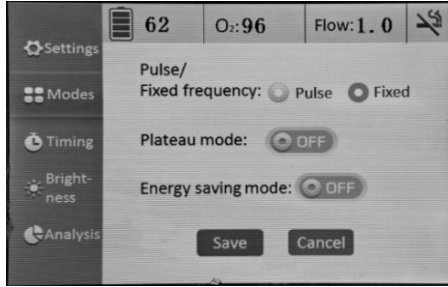 62
O₂:96
Flow:1.0
Settings
Modes
Timing
Bright-
ness
Analysis
Pulse/
Fixed frequency: Pulse Fixed
Plateau mode: OFF
Energy saving mode: OFF
Save Cancel